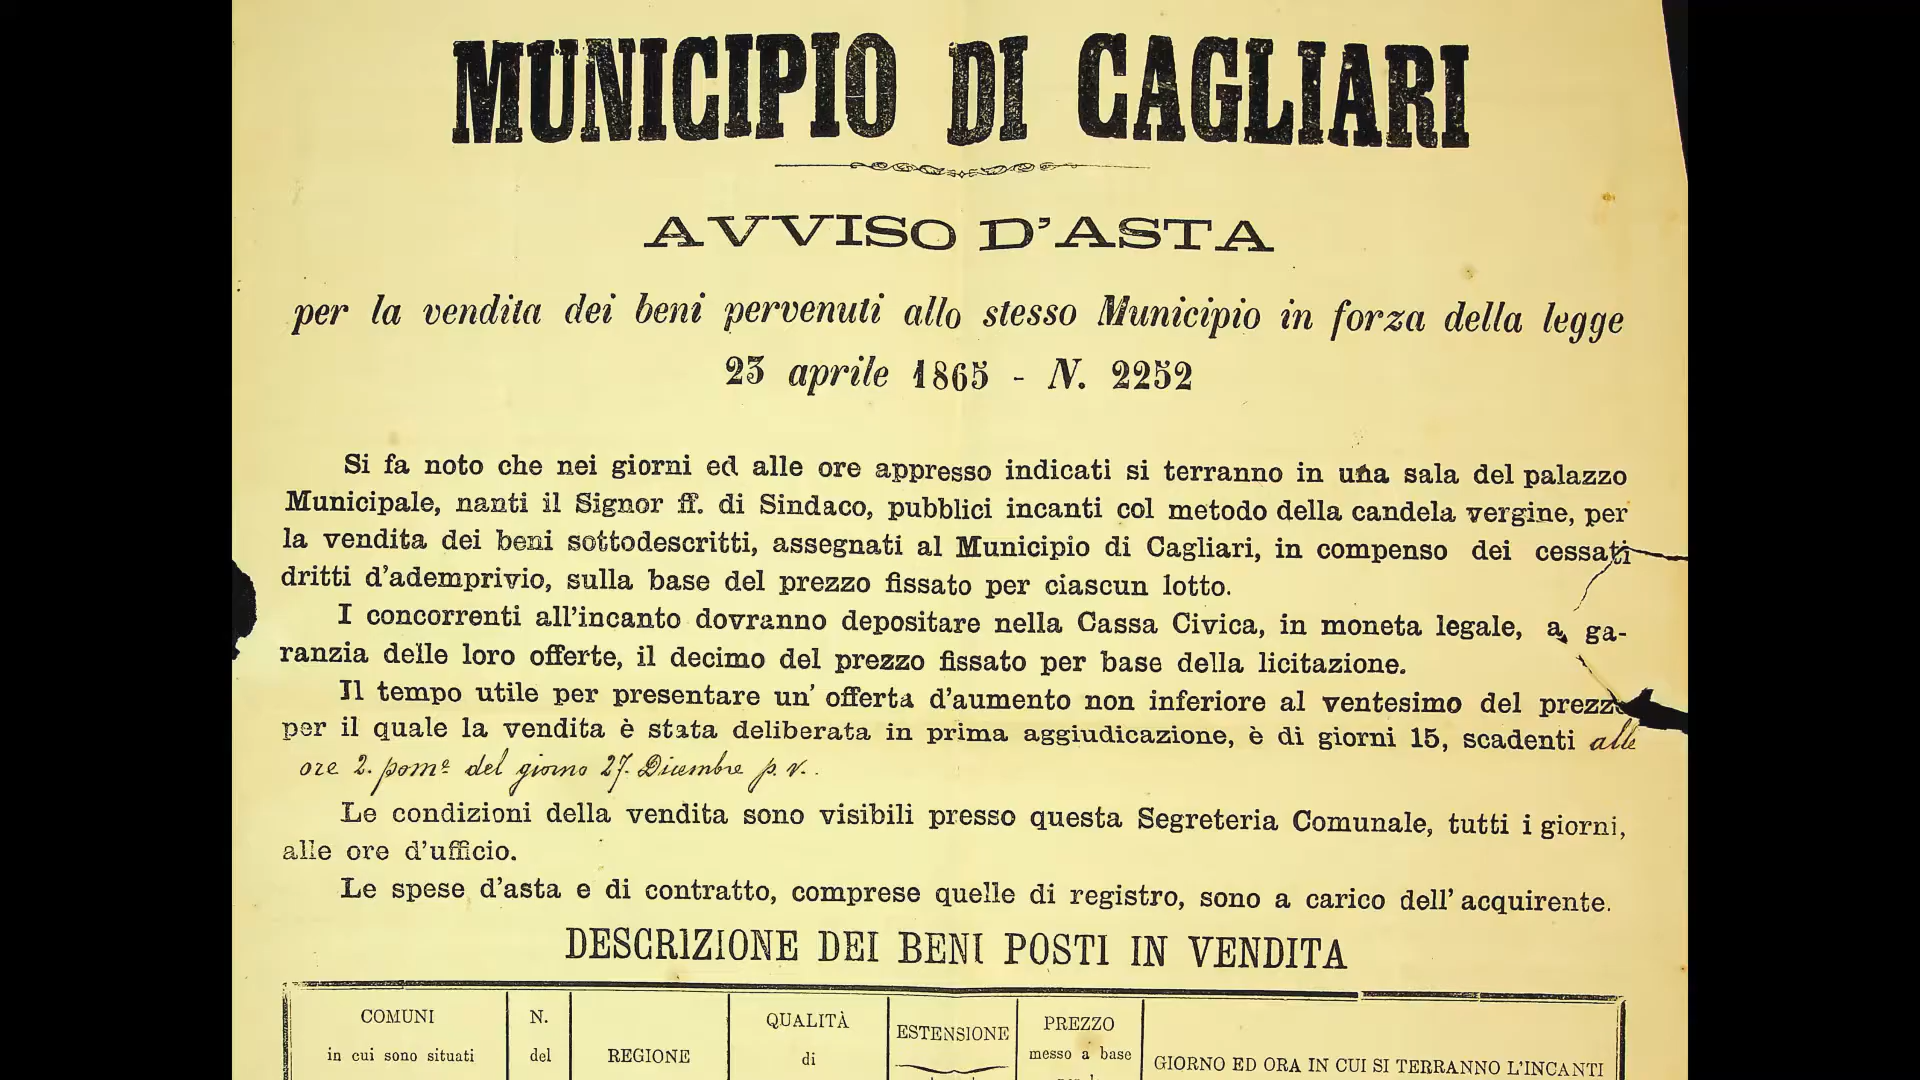 MUNICIPIO DI CAGLIARI
AVVISO D'ASTA
per la vendita dei beni pervenuti allo stesso Municipio in forza della legge
23 aprile 1865 - N. 2252
Si fa noto che nei giorni ed alle ore appresso indicati si terranno in una sala del palazzo
Municipale, nanti il Signor ff. di Sindaco, pubblici incanti col metodo della candela vergine, per
la vendita dei beni sottodescritti, assegnati al Municipio di Cagliari, in compenso dei cessati
dritti d'ademprivio, sulla base del prezzo fissato per ciascun lotto.
I concorrenti all'incanto dovranno depositare nella Cassa Civica, in moneta legale, a ga-
ranzia delle loro offerte, il decimo del prezzo fissato per base della licitazione.
Il tempo utile per presentare un' offerta d'aumento non inferiore al ventesimo del prezzo
per il quale la vendita è stata deliberata in prima aggiudicazione, è di giorni 15, scadenti alle
ore 2. pome del giorno 27. Dicembre p. v..
Le condizioni della vendita sono visibili presso questa Segreteria Comunale, tutti i giorni,
alle ore d'ufficio.
Le spese d'asta e di contratto, comprese quelle di registro, sono a carico dell' acquirente.
DESCRIZIONE DEI BENI POSTI IN VENDITA
COMUNI
in cui sono situati
N.
del
REGIONE
QUALITÀ
di
ESTENSIONE
PREZZO
messo a base
GIORNO ED ORA IN CUI SI TERRANNO L'INCANTI